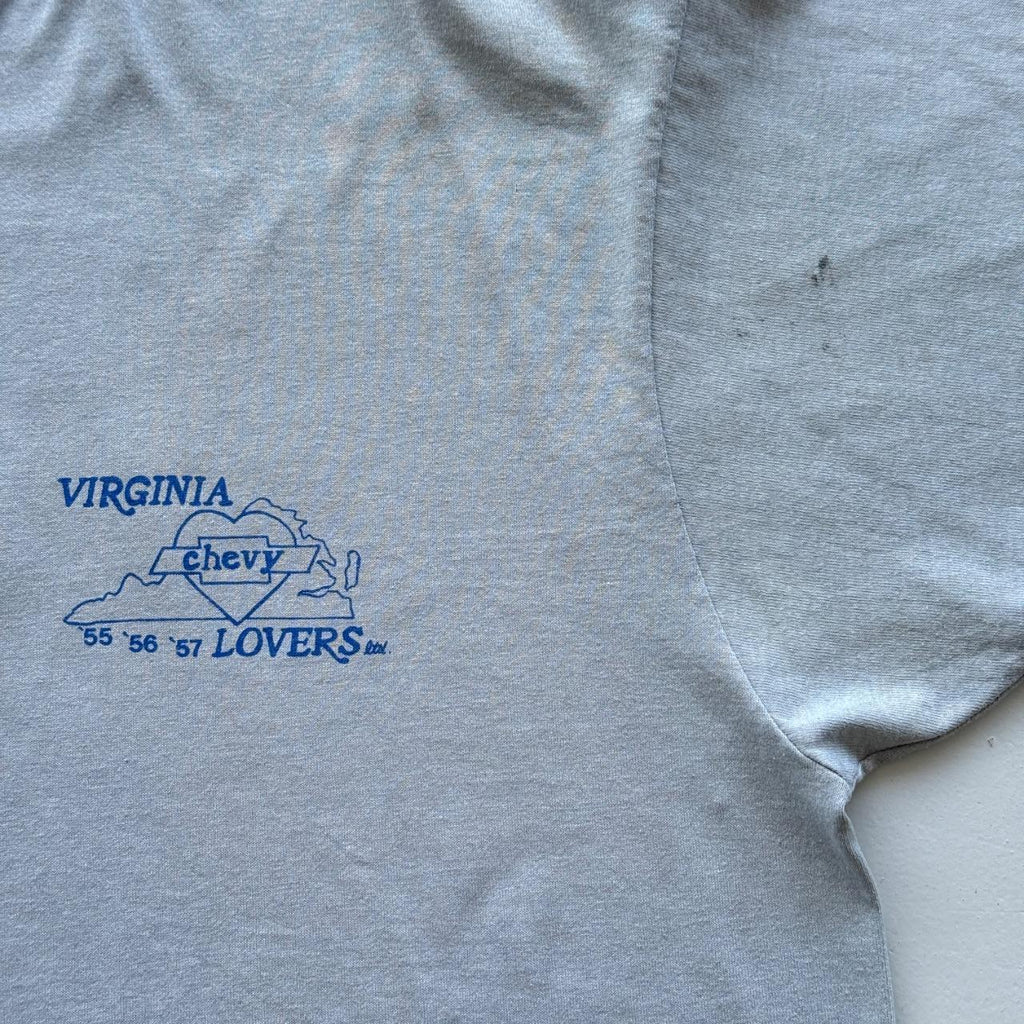 VIRGINIA
chevy
`55 `56 `57 LOVERS ltd.